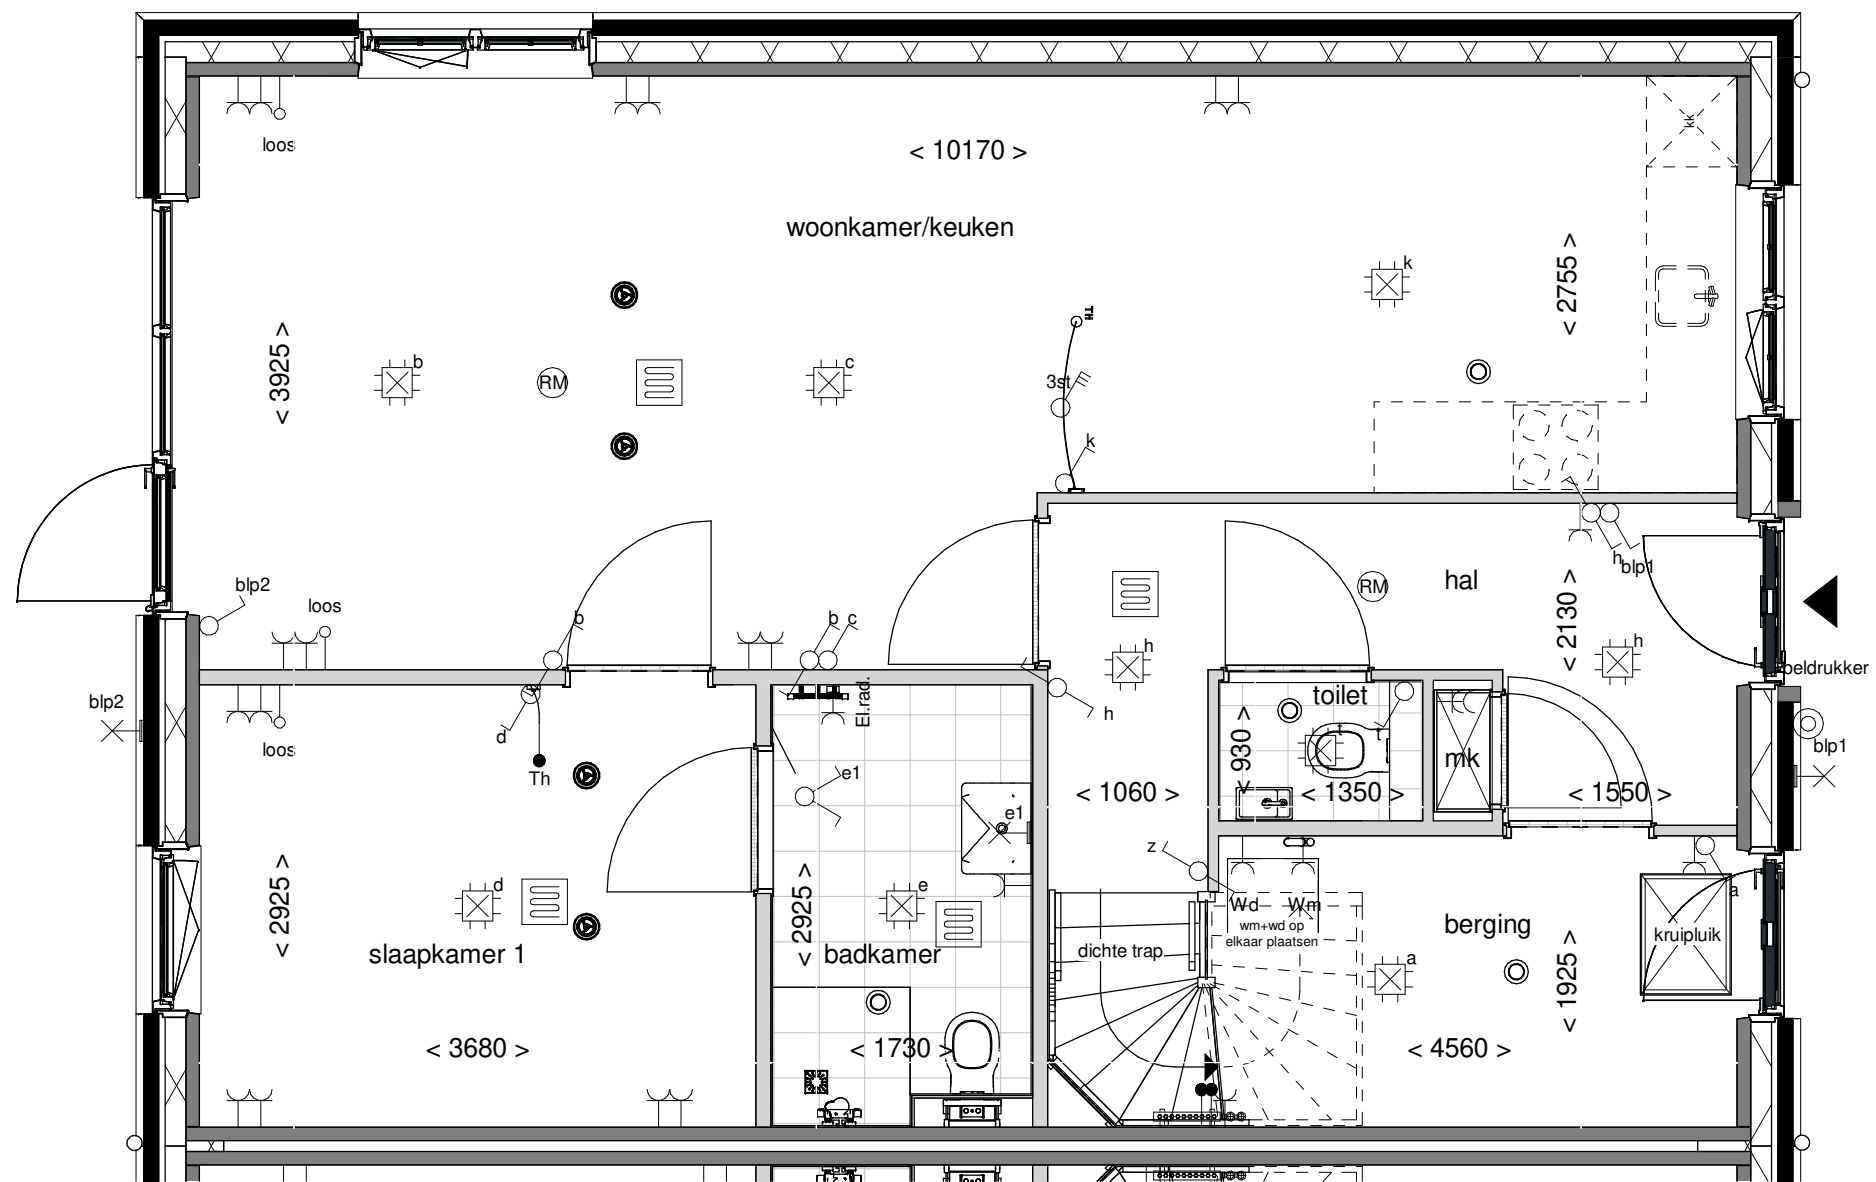 loos
< 10170 >
kk
woonkamer/keuken
< 3925 >
b
RM
c
TH
3st
k
k
< 2755 >
blp2
loos
b
b
c
hal
RM
h
blp1
< 2130 >
h
h
beldrukker
blp2
loos
d
Th
El.rad.
h
toilet
t
t
< 930 >
mk
blp1
e1
< 1060 >
< 1350 >
< 1550 >
e1
z
< 2925 >
d
slaapkamer 1
< 2925 >
e
badkamer
dichte trap
Wd
Wm
wm+wd op
elkaar plaatsen
berging
a
a
kruipluik
< 1925 >
< 3680 >
< 1730 >
< 4560 >